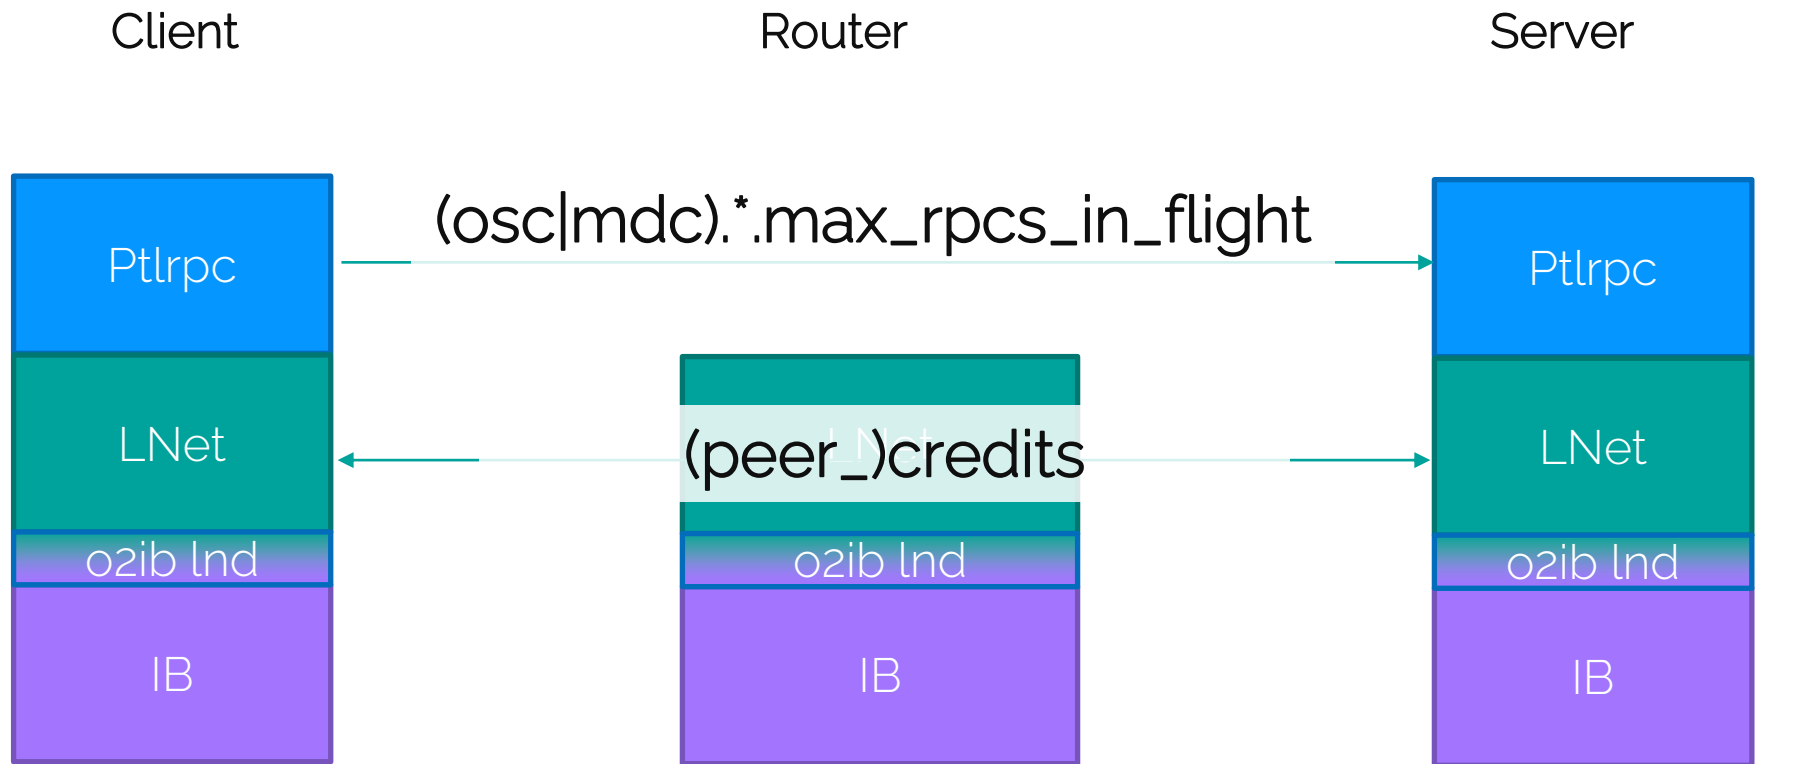 Client
Router
Server
(osc|mdc).*.max_rpcs_in_flight
Ptlrpc
Ptlrpc
LNet
LNet
(peer_)credits
LNet
o2ib lnd
o2ib lnd
o2ib lnd
IB
IB
IB